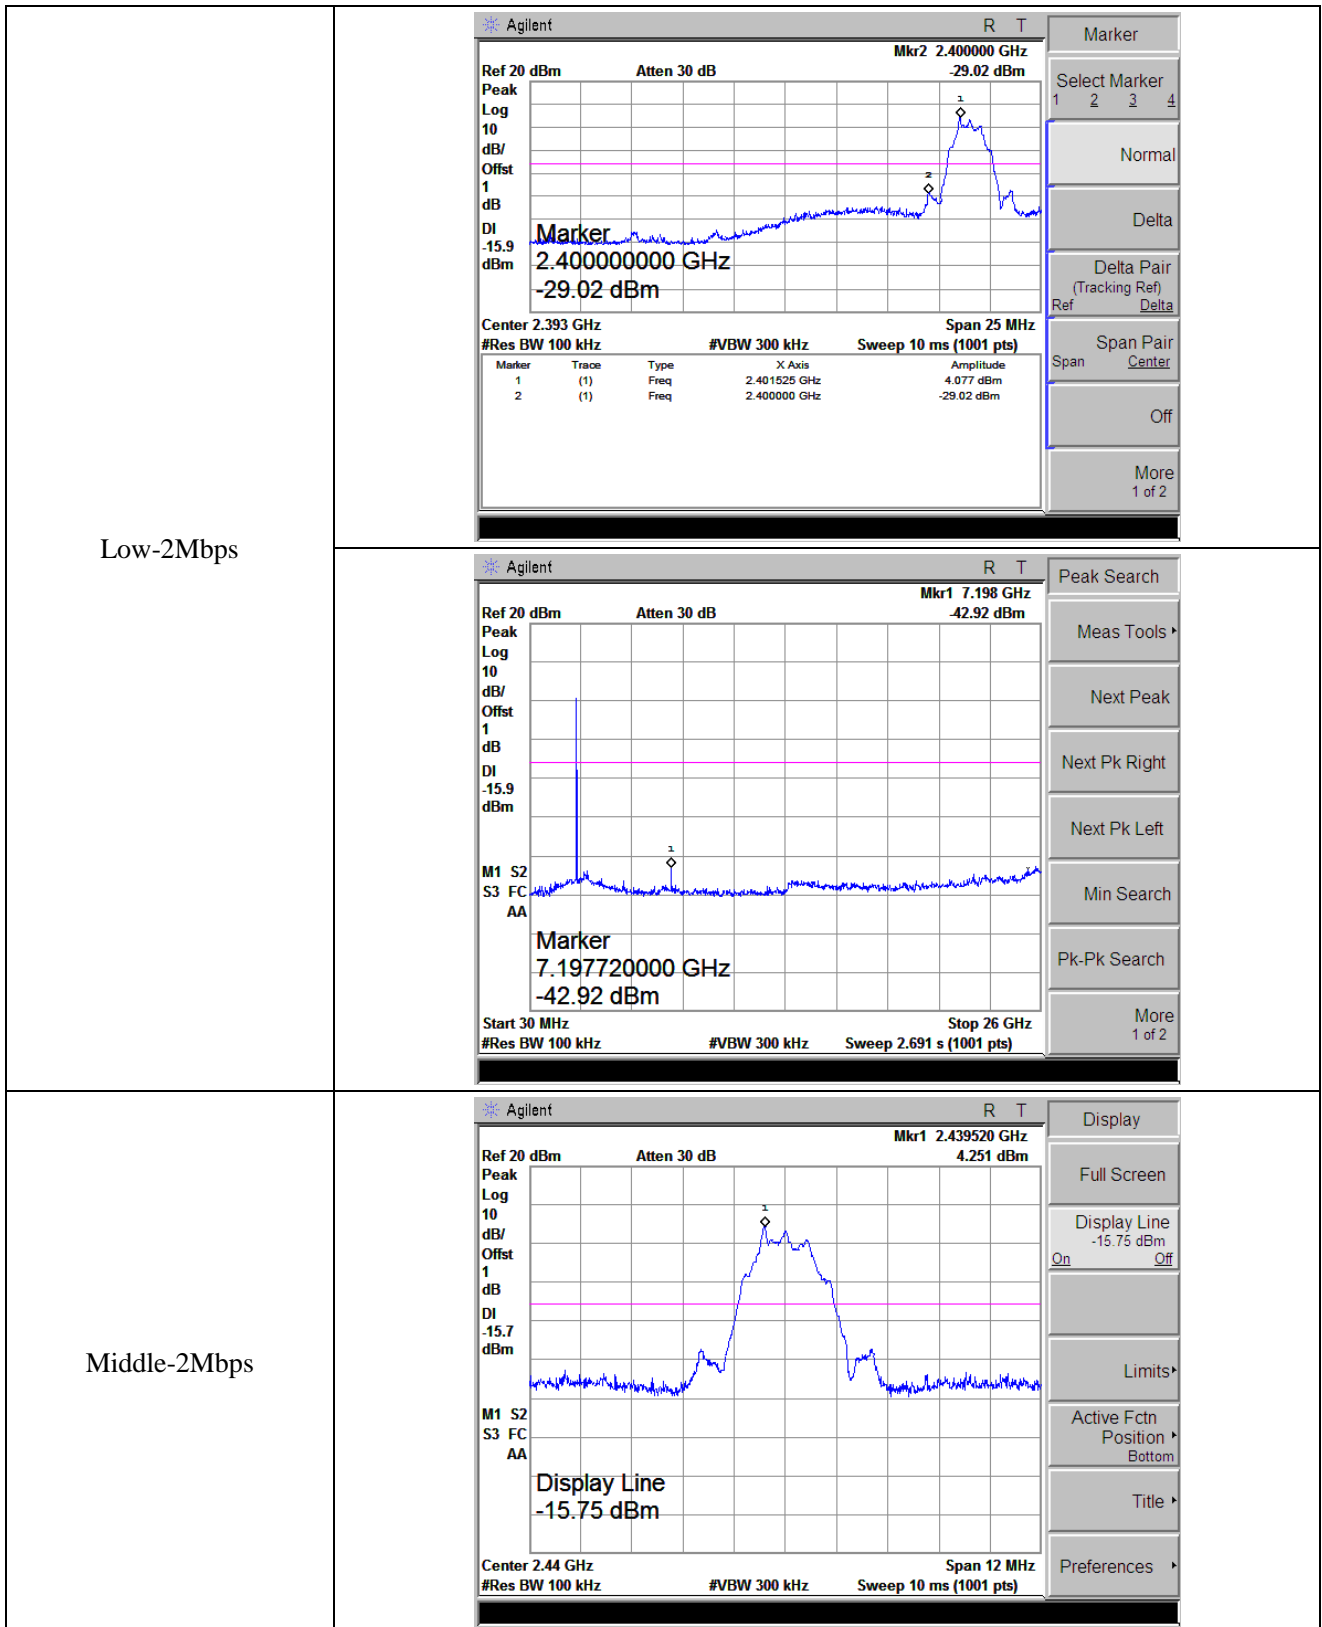 Low-2Mbps
Agilent R T
Mkr2 2.400000 GHz
Ref 20 dBm Atten 30 dB -29.02 dBm
Peak
Log
10
dB/
Offst
1
dB
DI
-15.9
dBm
1
2
Marker
2.400000000 GHz
-29.02 dBm
Center 2.393 GHz Span 25 MHz
#Res BW 100 kHz #VBW 300 kHz Sweep 10 ms (1001 pts)
Marker Trace Type X Axis Amplitude
1 (1) Freq 2.401525 GHz 4.077 dBm
2 (1) Freq 2.400000 GHz -29.02 dBm
Marker
Select Marker
1 2 3 4
Normal
Delta
Delta Pair
(Tracking Ref)
Ref Delta
Span Pair
Span Center
Off
More
1 of 2
Agilent R T
Mkr1 7.198 GHz
Ref 20 dBm Atten 30 dB -42.92 dBm
Peak
Log
10
dB/
Offst
1
dB
DI
-15.9
dBm
1
M1 S2
S3 FC
AA
Marker
7.197720000 GHz
-42.92 dBm
Start 30 MHz Stop 26 GHz
#Res BW 100 kHz #VBW 300 kHz Sweep 2.691 s (1001 pts)
Peak Search
Meas Tools
Next Peak
Next Pk Right
Next Pk Left
Min Search
Pk-Pk Search
More
1 of 2
Middle-2Mbps
Agilent R T
Mkr1 2.439520 GHz
Ref 20 dBm Atten 30 dB 4.251 dBm
Peak
Log
10
dB/
Offst
1
dB
DI
-15.7
dBm
1
M1 S2
S3 FC
AA
Display Line
-15.75 dBm
Center 2.44 GHz Span 12 MHz
#Res BW 100 kHz #VBW 300 kHz Sweep 10 ms (1001 pts)
Display
Full Screen
Display Line
-15.75 dBm
On Off
Limits
Active Fctn
Position
Bottom
Title
Preferences